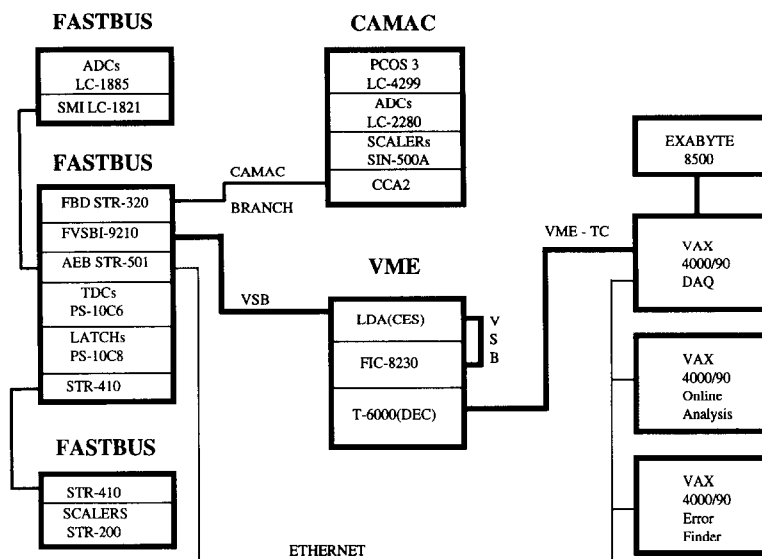 FASTBUS
ADCs
LC-1885
SMI LC-1821
FASTBUS
FBD STR-320
FVSBI-9210
AEB STR-501
TDCs
PS-10C6
LATCHs
PS-10C8
STR-410
FASTBUS
STR-410
SCALERS
STR-200
CAMAC
PCOS 3
LC-4299
ADCs
LC-2280
SCALERs
SIN-500A
CCA2
CAMAC
BRANCH
VSB
VME
LDA(CES)
FIC-8230
T-6000(DEC)
V
S
B
VME - TC
EXABYTE
8500
VAX
4000/90
DAQ
VAX
4000/90
Online
Analysis
VAX
4000/90
Error
Finder
ETHERNET